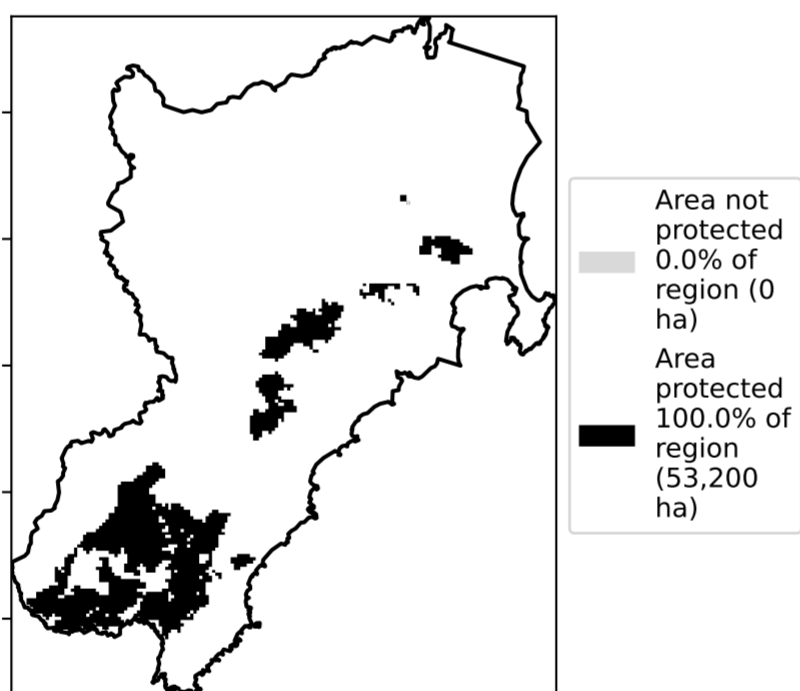 Area not
protected
0.0% of
region (0
ha)
Area
protected
100.0% of
region
(53,200
ha)